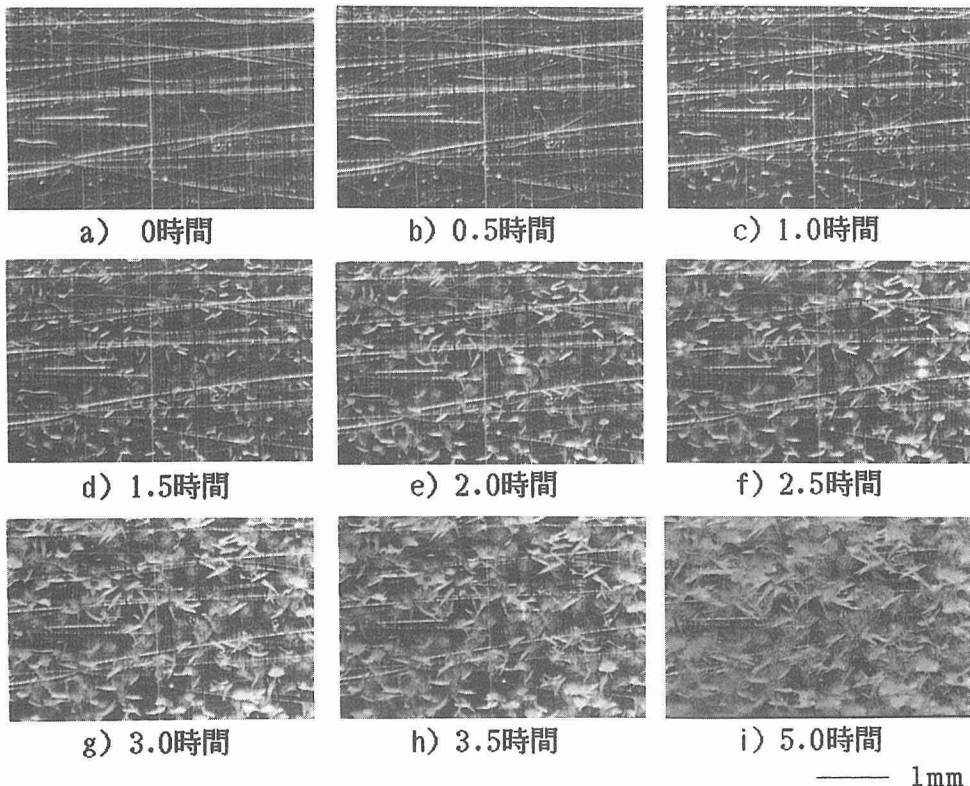 a) 0時間
b) 0.5時間
c) 1.0時間
d) 1.5時間
e) 2.0時間
f) 2.5時間
g) 3.0時間
h) 3.5時間
i) 5.0時間
1mm